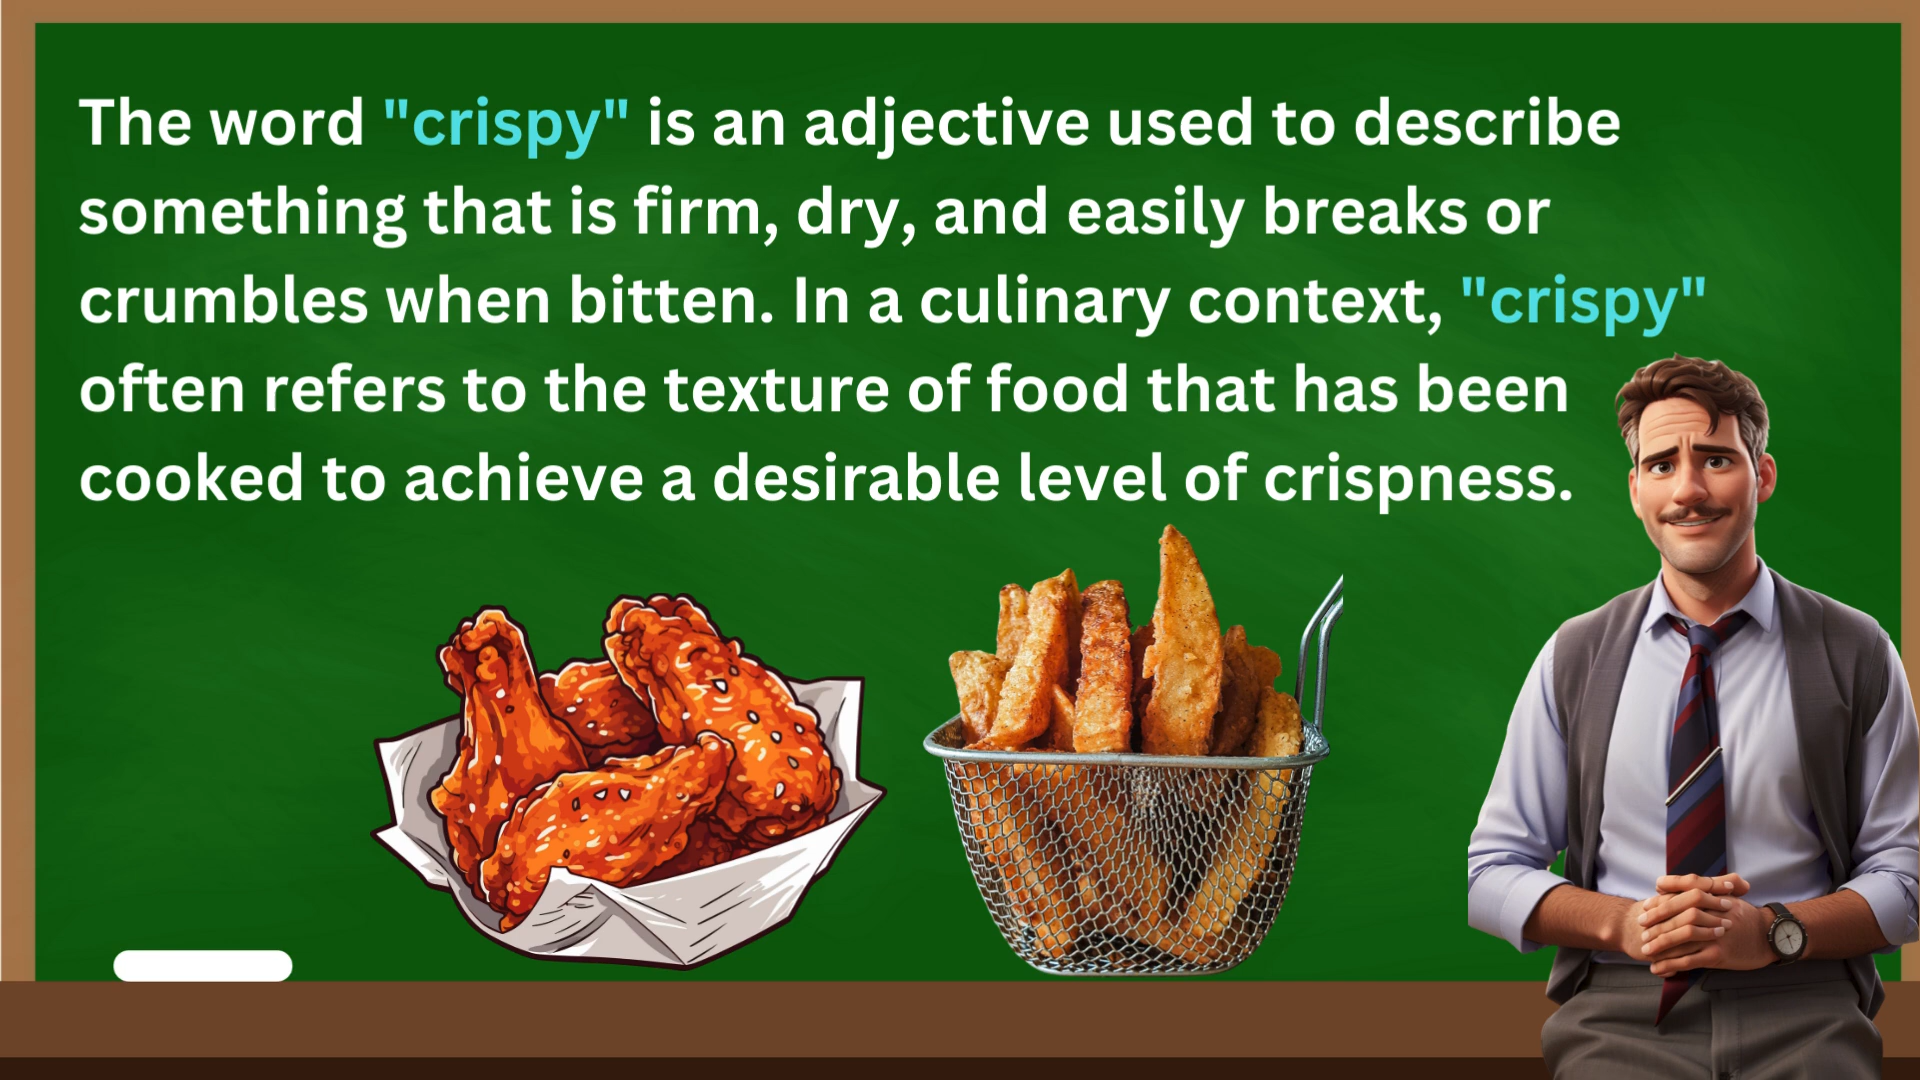 The word "crispy" is an adjective used to describe
something that is firm, dry, and easily breaks or
crumbles when bitten. In a culinary context, "crispy"
often refers to the texture of food that has been
cooked to achieve a desirable level of crispness.